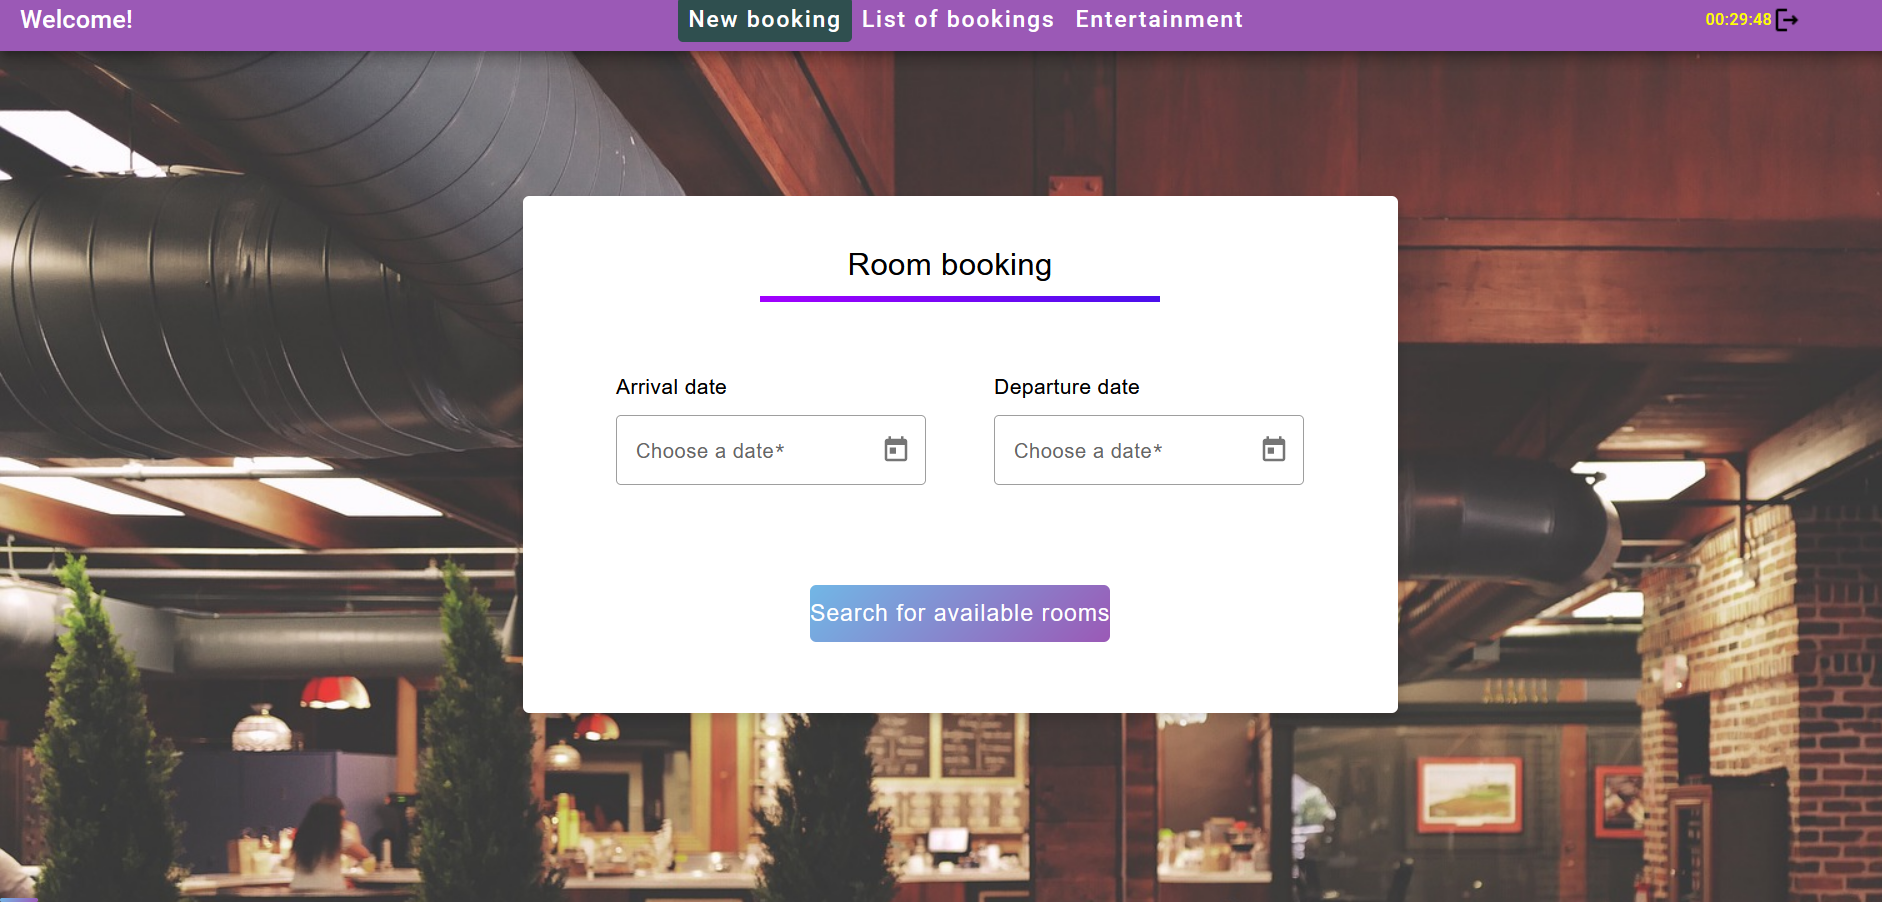 Welcome!
New booking List of bookings Entertainment
00:29:48
Room booking
Arrival date
Departure date
Choose a date*
Choose a date*
Search for available rooms